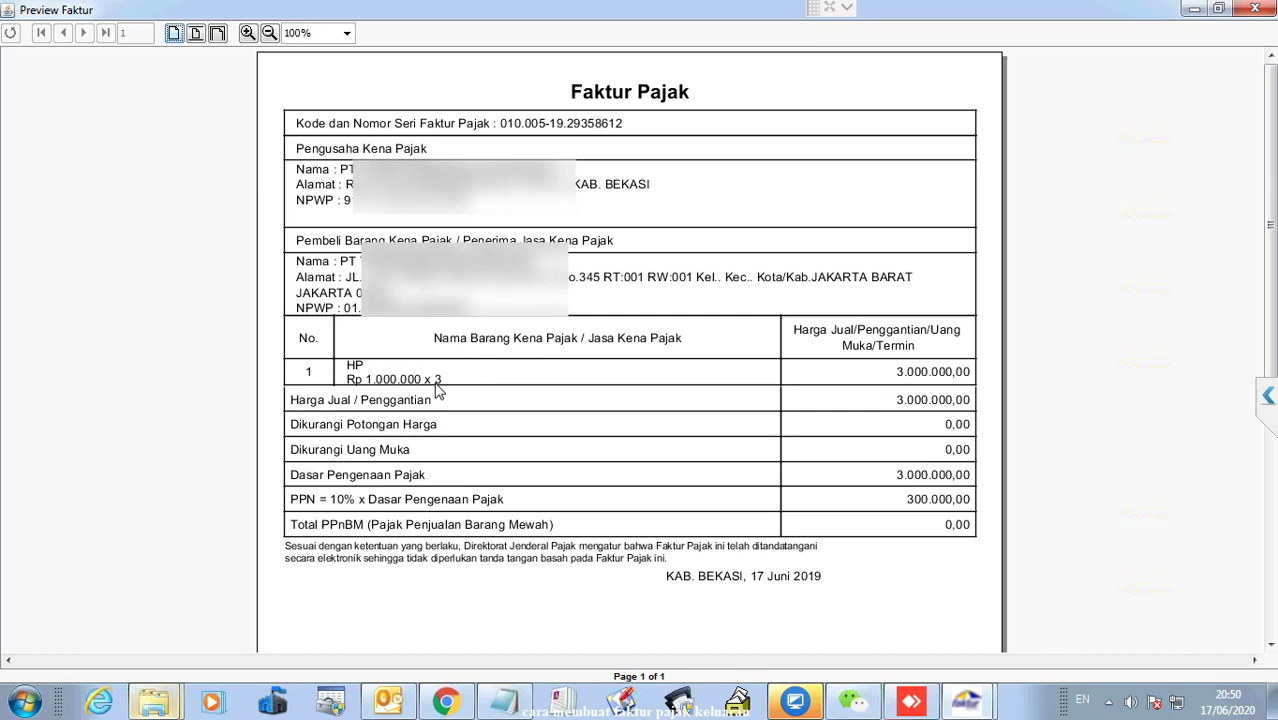 Preview Faktur
1
100%
Faktur Pajak
Kode dan Nomor Seri Faktur Pajak : 010.005-19.29358612
Pengusaha Kena Pajak
Nama : PT
Alamat : R KAB. BEKASI
NPWP : 9
Pembeli Barang Kena Pajak / Penerima Jasa Kena Pajak
Nama : PT
Alamat : JL. o.345 RT:001 RW:001 Kel.. Kec.. Kota/Kab.JAKARTA BARAT
JAKARTA 0
NPWP : 01.
No. Nama Barang Kena Pajak / Jasa Kena Pajak Harga Jual/Penggantian/Uang
Muka/Termin
1 HP 3.000.000,00
Rp 1.000.000 x 3
Harga Jual / Penggantian 3.000.000,00
Dikurangi Potongan Harga 0,00
Dikurangi Uang Muka 0,00
Dasar Pengenaan Pajak 3.000.000,00
PPN = 10% x Dasar Pengenaan Pajak 300.000,00
Total PPnBM (Pajak Penjualan Barang Mewah) 0,00
Sesuai dengan ketentuan yang berlaku, Direktorat Jenderal Pajak mengatur bahwa Faktur Pajak ini telah ditandatangani
secara elektronik sehingga tidak diperlukan tanda tangan basah pada Faktur Pajak ini.
KAB. BEKASI, 17 Juni 2019
Page 1 of 1
EN
20:50
17/06/2020
cara membuat faktur pajak keluaran